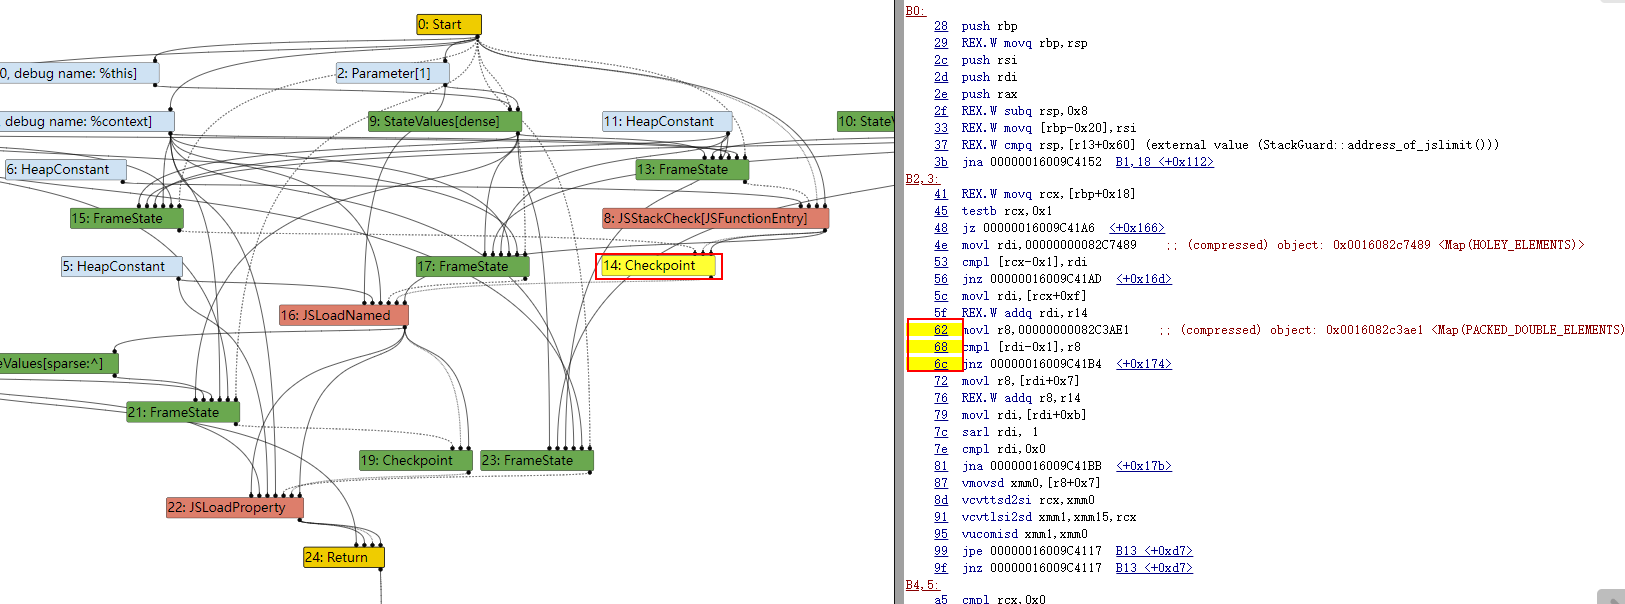 0: Start
0, debug name: %this]
2: Parameter[1]
, debug name: %context]
9: StateValues[dense]
11: HeapConstant
10: StateV
6: HeapConstant
13: FrameState
15: FrameState
8: JSStackCheck[JSFunctionEntry]
5: HeapConstant
17: FrameState
14: Checkpoint
16: JSLoadNamed
eValues[sparse:^]
21: FrameState
19: Checkpoint
23: FrameState
22: JSLoadProperty
24: Return
B0:
28 push rbp
29 REX.W movq rbp,rsp
2c push rsi
2d push rdi
2e push rax
2f REX.W subq rsp,0x8
33 REX.W movq [rbp-0x20],rsi
37 REX.W cmpq rsp,[r13+0x60] (external value (StackGuard::address_of_jslimit()))
3b jna 00000016009C4152 B1,18 <+0x112>
B2,3:
41 REX.W movq rcx,[rbp+0x18]
45 testb rcx,0x1
48 jz 00000016009C41A6 <+0x166>
4e movl rdi,00000000082C7489 ;; (compressed) object: 0x0016082c7489 <Map(HOLEY_ELEMENTS)>
53 cmpl [rcx-0x1],rdi
56 jnz 00000016009C41AD <+0x16d>
5c movl rdi,[rcx+0xf]
5f REX.W addq rdi,r14
62 movl r8,00000000082C3AE1 ;; (compressed) object: 0x0016082c3ae1 <Map(PACKED_DOUBLE_ELEMENTS)
68 cmpl [rdi-0x1],r8
6c jnz 00000016009C41B4 <+0x174>
72 movl r8,[rdi+0x7]
76 REX.W addq r8,r14
79 movl rdi,[rdi+0xb]
7c sarl rdi, 1
7e cmpl rdi,0x0
81 jna 00000016009C41BB <+0x17b>
87 vmovsd xmm0,[r8+0x7]
8d vcvttsd2si rcx,xmm0
91 vcvtlsi2sd xmm1,xmm15,rcx
95 vucomisd xmm1,xmm0
99 jpe 00000016009C4117 B13 <+0xd7>
9f jnz 00000016009C4117 B13 <+0xd7>
B4,5:
a5 cmpl rcx,0x0